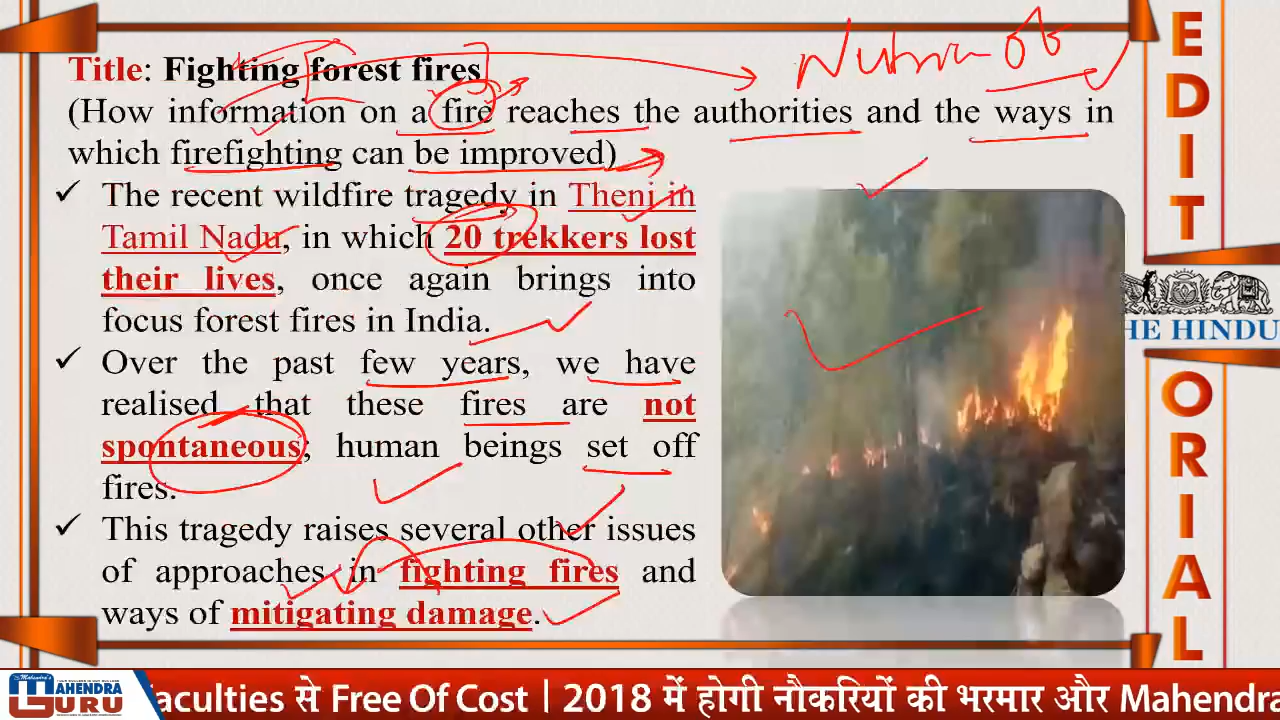 Title: Fighting forest fires
(How information on a fire reaches the authorities and the ways in
which firefighting can be improved)
✓ The recent wildfire tragedy in Theni in
Tamil Nadu, in which 20 trekkers lost
their lives, once again brings into
focus forest fires in India.
✓ Over the past few years, we have
realised that these fires are not
spontaneous; human beings set off
fires.
✓ This tragedy raises several other issues
of approaches in fighting fires and
ways of mitigating damage.
EDITORIAL
THE HINDU
MAHENDRA
GURU
Faculties से Free Of Cost | 2018 में होगी नौकरियों की भरमार और Mahendra